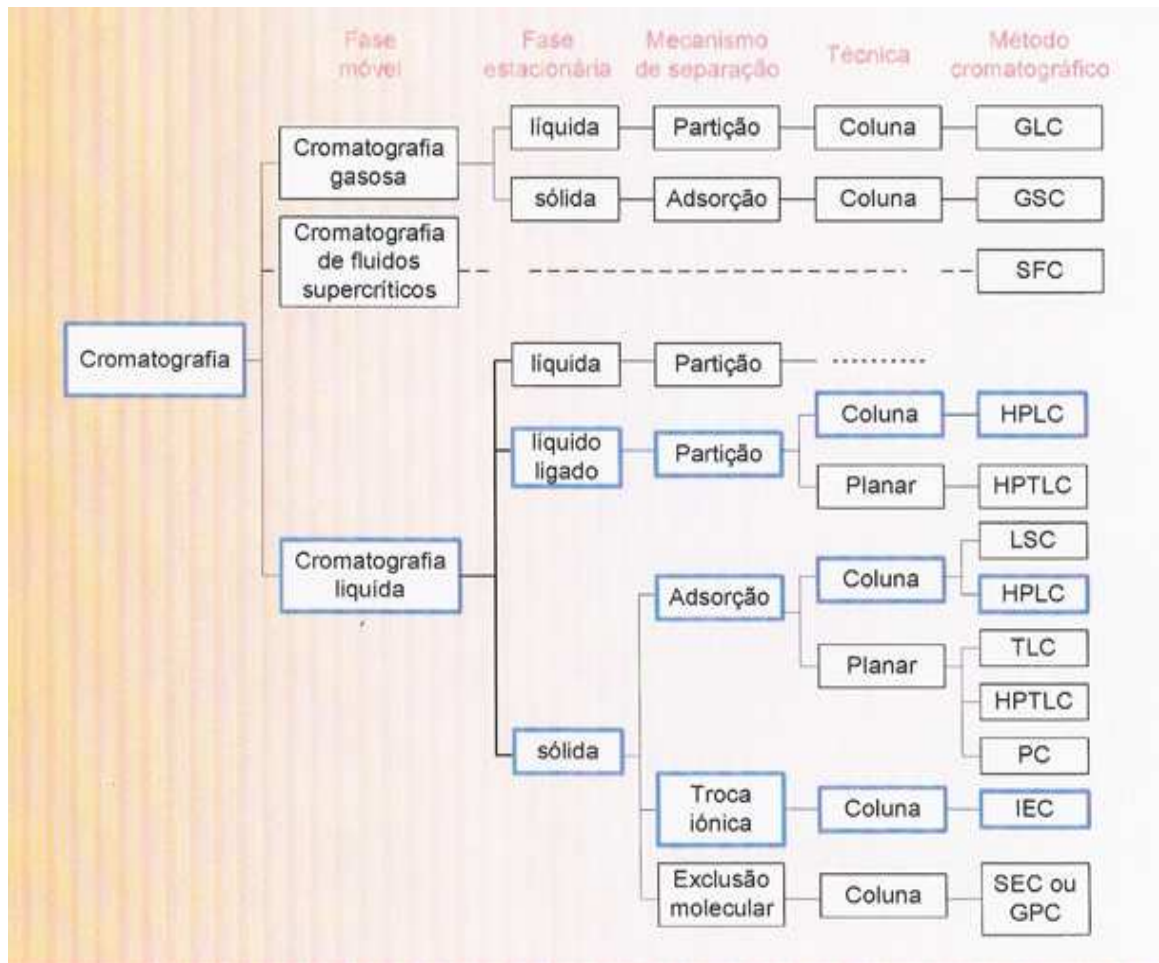 Fase móvel
Fase estacionária
Mecanismo de separação
Técnica
Método cromatográfico
Cromatografia
Cromatografia gasosa
líquida
Partição
Coluna
GLC
sólida
Adsorção
Coluna
GSC
Cromatografia de fluidos supercríticos
SFC
Cromatografia liquida
líquida
Partição
líquido ligado
Partição
Coluna
HPLC
Planar
HPTLC
sólida
Adsorção
Coluna
LSC
HPLC
Planar
TLC
HPTLC
PC
Troca iónica
Coluna
IEC
Exclusão molecular
Coluna
SEC ou GPC